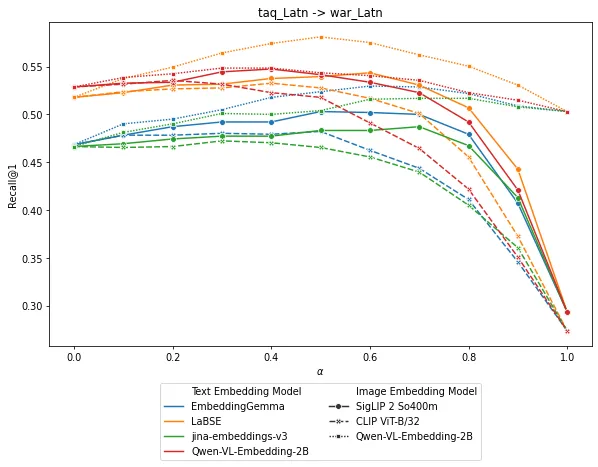 taq_Latn -> war_Latn
Recall@1
0.55
0.50
0.45
0.40
0.35
0.30
0.0 0.2 0.4 0.6 0.8 1.0
α
Text Embedding Model
EmbeddingGemma
LaBSE
jina-embeddings-v3
Qwen-VL-Embedding-2B
Image Embedding Model
SigLIP 2 So400m
CLIP ViT-B/32
Qwen-VL-Embedding-2B